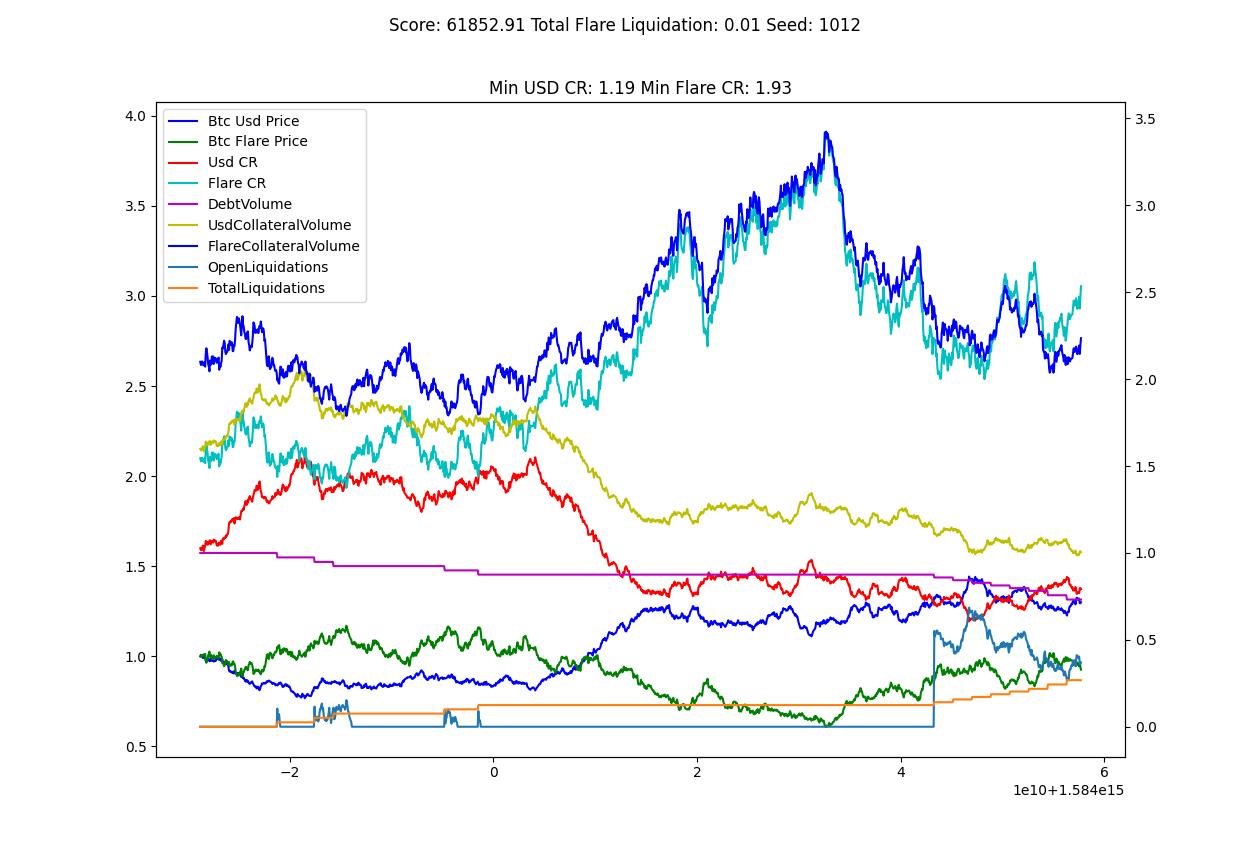 Score: 61852.91 Total Flare Liquidation: 0.01 Seed: 1012
Min USD CR: 1.19 Min Flare CR: 1.93
Btc Usd Price
Btc Flare Price
Usd CR
Flare CR
DebtVolume
UsdCollateralVolume
FlareCollateralVolume
OpenLiquidations
TotalLiquidations
4.0
3.5
3.0
2.5
2.0
1.5
1.0
0.5
3.5
3.0
2.5
2.0
1.5
1.0
0.5
0.0
−2 0 2 4 6
1e10+1.584e15